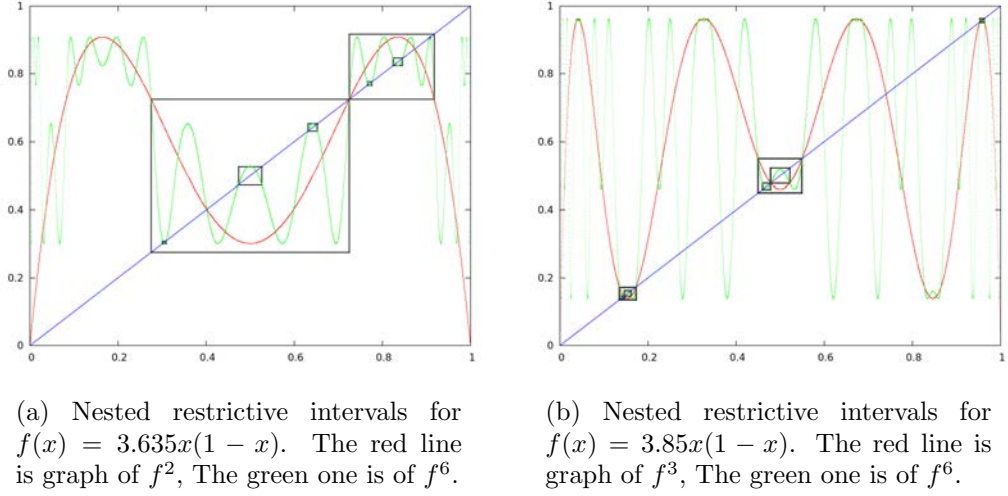 1
0.8
0.6
0.4
0.2
0
0 0.2 0.4 0.6 0.8 1
1
0.8
0.6
0.4
0.2
0
0 0.2 0.4 0.6 0.8 1
(a) Nested restrictive intervals for
f(x) = 3.635x(1 − x). The red line
is graph of f², The green one is of f⁶.
(b) Nested restrictive intervals for
f(x) = 3.85x(1 − x). The red line is
graph of f³, The green one is of f⁶.